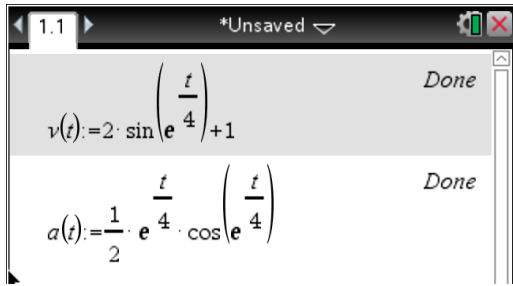 1.1 *Unsaved
v(t):=2·sin(e^(t/4))+1 Done
a(t):=1/2·e^(t/4)·cos(e^(t/4)) Done